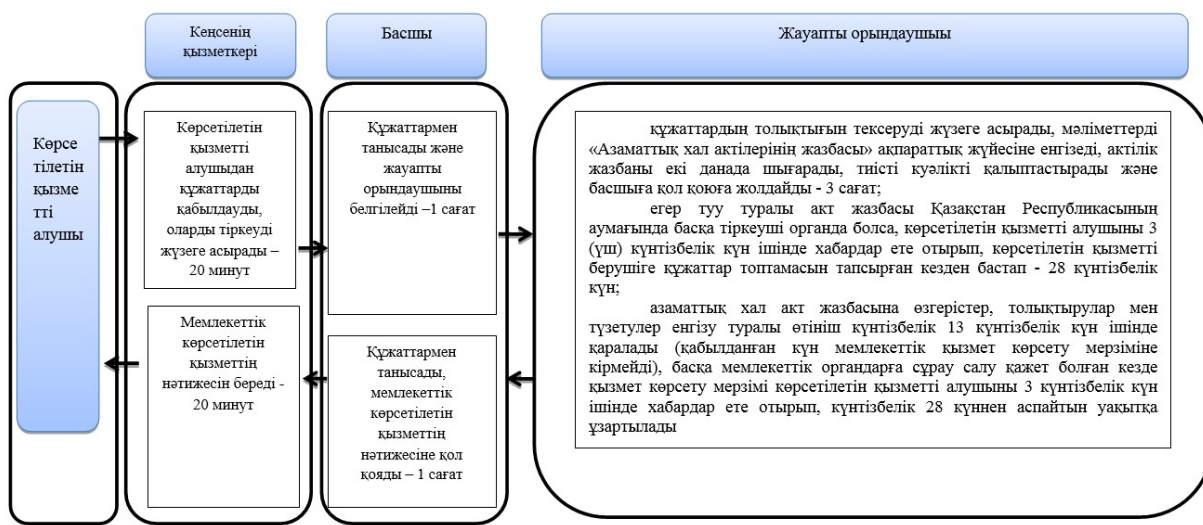 Кеңсенің
қызметкері
Басшы
Жауапты орындаушыы
Көрсе
тілетін
қызме
тті
алушы
Көрсетілетін
қызметті
алушыдан
құжаттарды
қабылдауды,
оларды тіркеуді
жүзеге асырады –
20 минут
Құжаттармен
танысады және
жауапты
орындаушыны
белгілейді –1 сағат
құжаттардың толықтығын тексеруді жүзеге асырады, мәліметтерді
«Азаматтық хал актілерінің жазбасы» ақпараттық жүйесіне енгізеді, актілік
жазбаны екі данада шығарады, тиісті куәлікті қалыптастырады және
басшыға қол қоюға жолдайды - 3 сағат;
егер туу туралы акт жазбасы Қазақстан Республикасының
аумағында басқа тіркеуші органда болса, көрсетілетін қызметті алушыны 3
(үш) күнтізбелік күн ішінде хабардар ете отырып, көрсетілетін қызметті
берушіге құжаттар топтамасын тапсырған кезден бастап - 28 күнтізбелік
күн;
азаматтық хал акт жазбасына өзгерістер, толықтырулар мен
түзетулер енгізу туралы өтініш күнтізбелік 13 күнтізбелік күн ішінде
қаралады (қабылданған күн мемлекеттік қызмет көрсету мерзіміне
кірмейді), басқа мемлекеттік органдарға сұрау салу қажет болған кезде
қызмет көрсету мерзімі көрсетілетін қызметті алушыны 3 күнтізбелік күн
ішінде хабардар ете отырып, күнтізбелік 28 күннен аспайтын уақытқа
ұзартылады
Мемлекеттік
көрсетілетін
қызметтің
нәтижесін береді -
20 минут
Құжаттармен
танысады,
мемлекеттік
көрсетілетін
қызметтің
нәтижесіне қол
қояды – 1 сағат